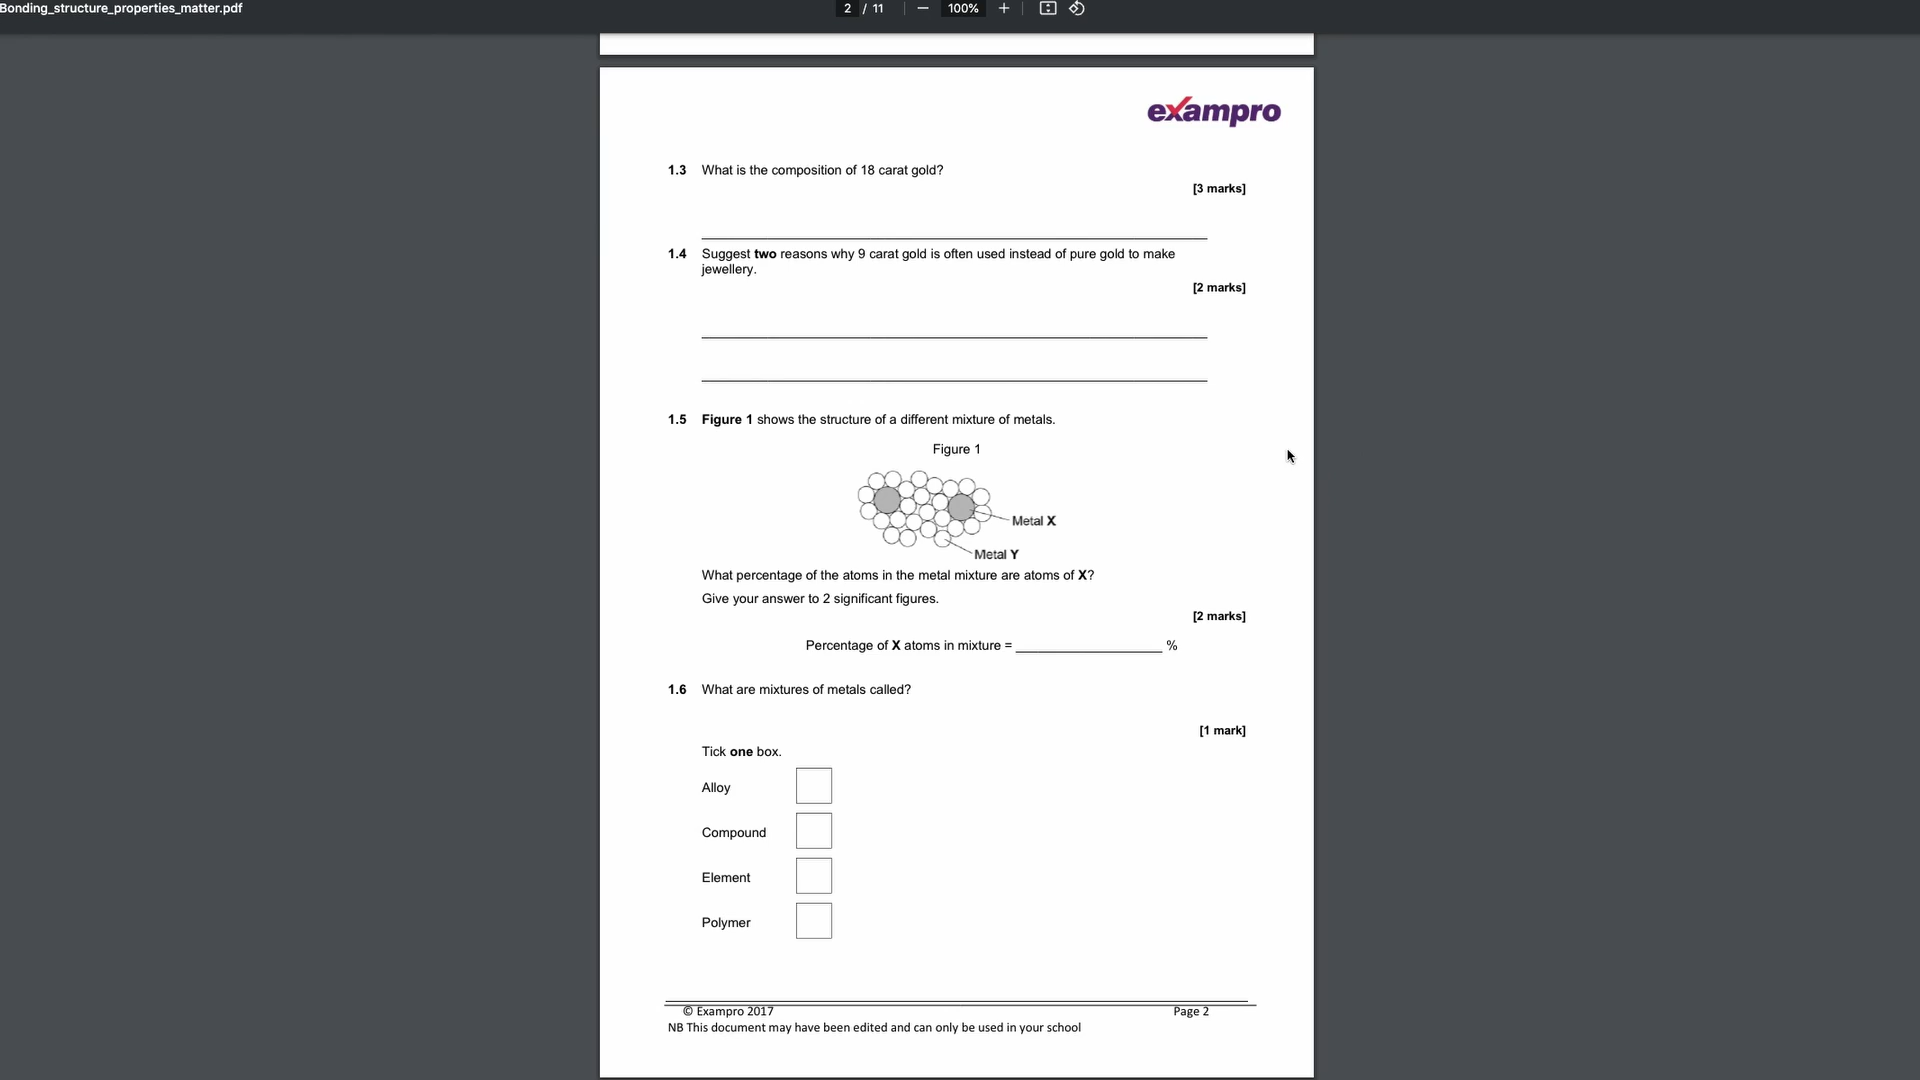 Bonding_structure_properties_matter.pdf
2 / 11 — 100% +
exampro
1.3 What is the composition of 18 carat gold?
[3 marks]
1.4 Suggest two reasons why 9 carat gold is often used instead of pure gold to make
jewellery.
[2 marks]
1.5 Figure 1 shows the structure of a different mixture of metals.
Figure 1
Metal X
Metal Y
What percentage of the atoms in the metal mixture are atoms of X?
Give your answer to 2 significant figures.
[2 marks]
Percentage of X atoms in mixture = ____________________ %
1.6 What are mixtures of metals called?
[1 mark]
Tick one box.
Alloy
Compound
Element
Polymer
© Exampro 2017 Page 2
NB This document may have been edited and can only be used in your school